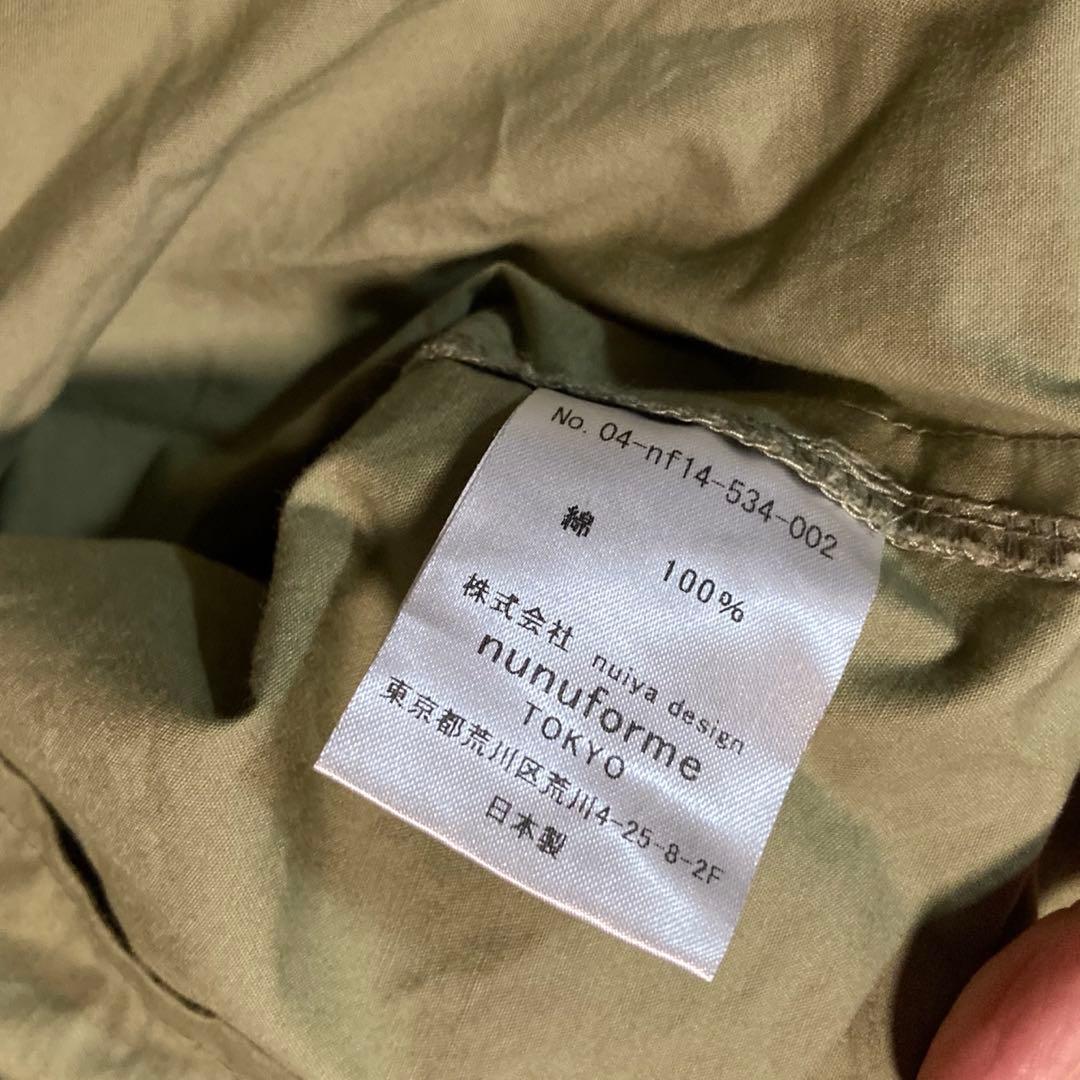 No. 04-nf14-534-002
綿
100%
株式会社 nuiya design
nunuforme
TOKYO
東京都荒川区荒川4-25-8-2F
日本製